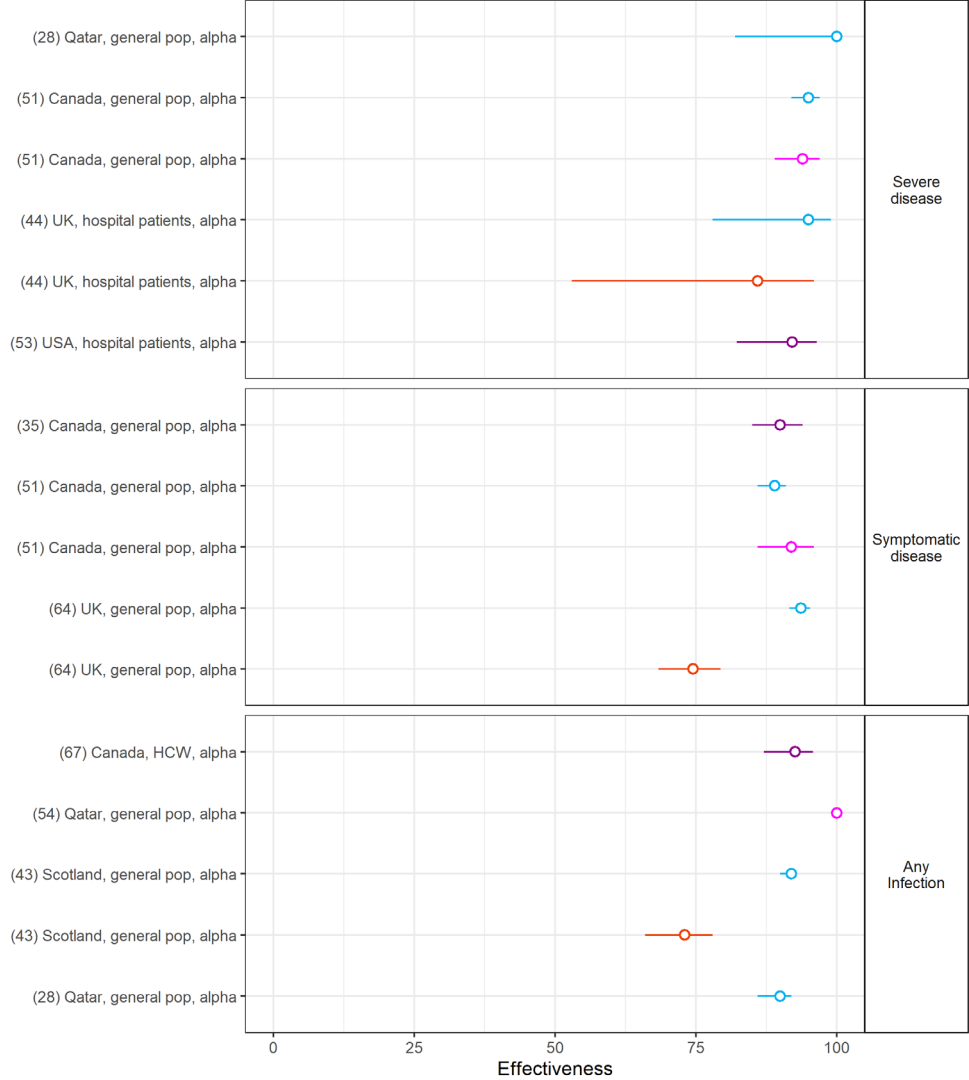 (28) Qatar, general pop, alpha
(51) Canada, general pop, alpha
(51) Canada, general pop, alpha
(44) UK, hospital patients, alpha
(44) UK, hospital patients, alpha
(53) USA, hospital patients, alpha
Severe
disease
(35) Canada, general pop, alpha
(51) Canada, general pop, alpha
(51) Canada, general pop, alpha
(64) UK, general pop, alpha
(64) UK, general pop, alpha
Symptomatic
disease
(67) Canada, HCW, alpha
(54) Qatar, general pop, alpha
(43) Scotland, general pop, alpha
(43) Scotland, general pop, alpha
(28) Qatar, general pop, alpha
Any
Infection
0 25 50 75 100
Effectiveness